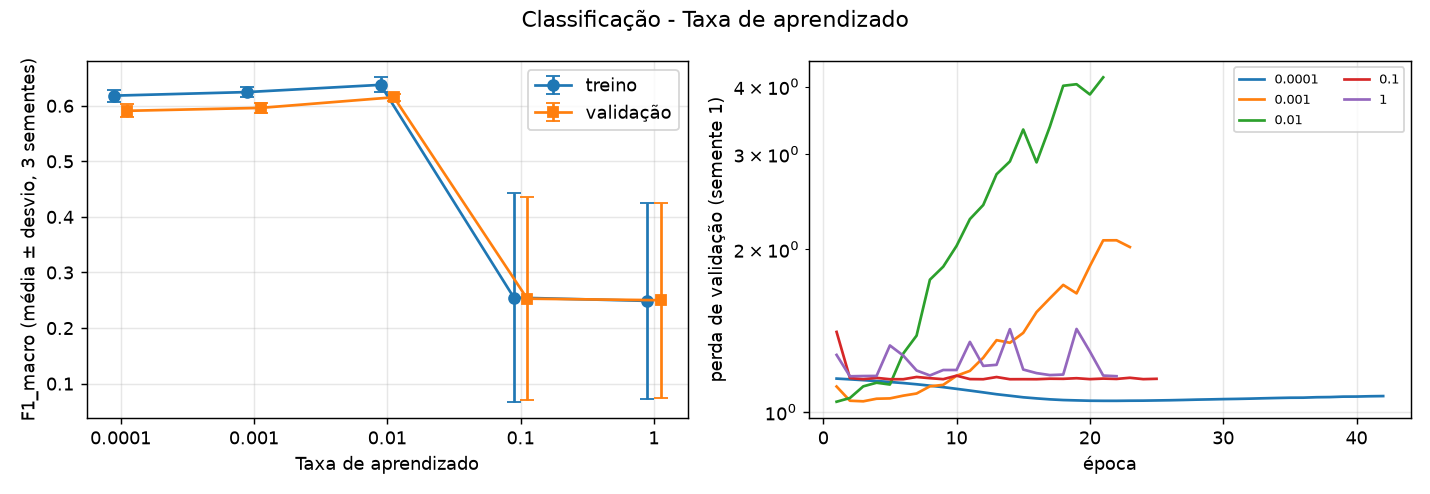 Classificação - Taxa de aprendizado
F1_macro (média ± desvio, 3 sementes)
0.6
0.5
0.4
0.3
0.2
0.1
treino
validação
0.0001
0.001
0.01
0.1
1
Taxa de aprendizado
perda de validação (semente 1)
4 × 10⁰
3 × 10⁰
2 × 10⁰
10⁰
0.0001
0.001
0.01
0.1
1
0
10
20
30
40
época